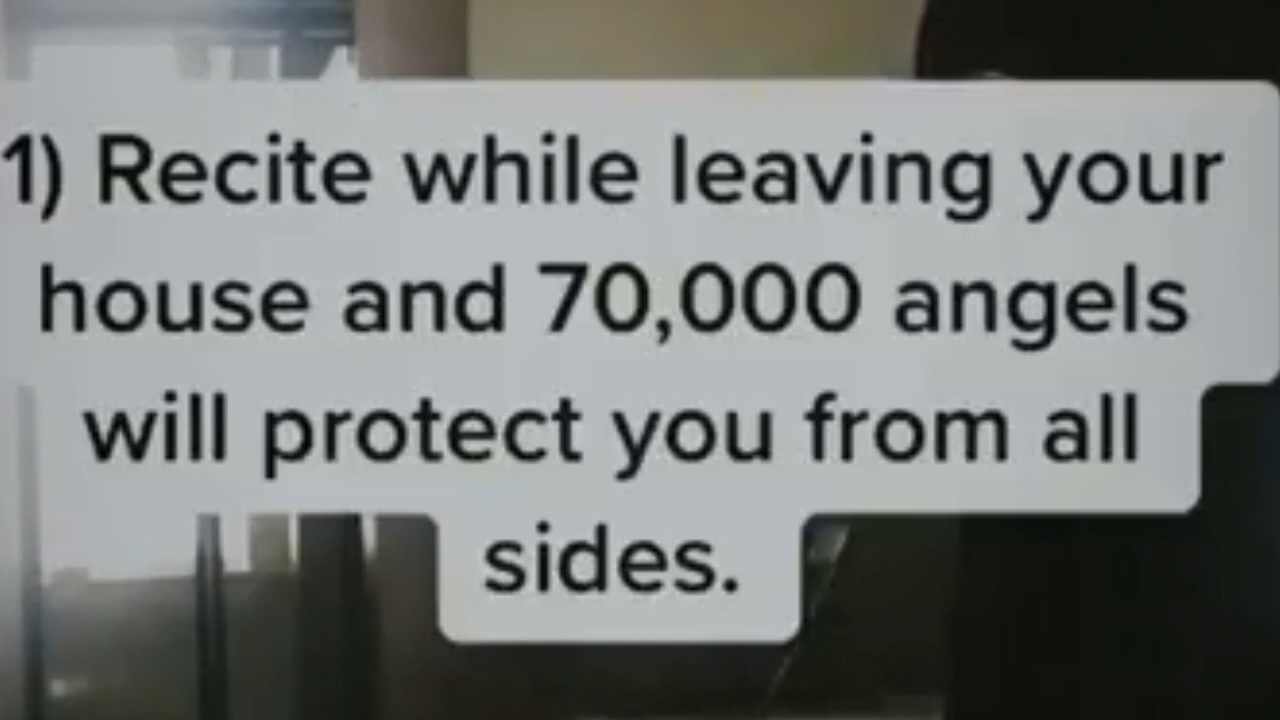 1) Recite while leaving your
house and 70,000 angels
will protect you from all
sides.